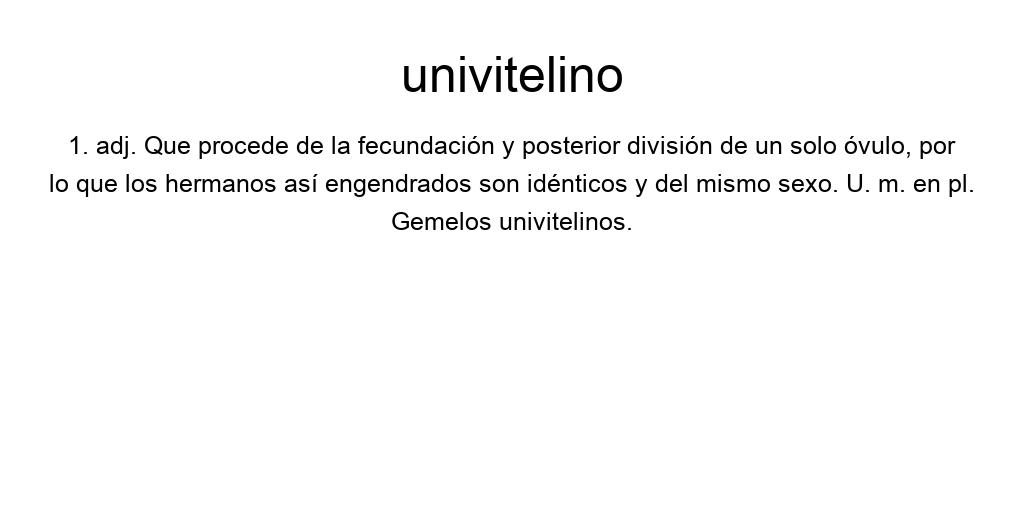 univitelino
1. adj. Que procede de la fecundación y posterior división de un solo óvulo, por
lo que los hermanos así engendrados son idénticos y del mismo sexo. U. m. en pl.
Gemelos univitelinos.